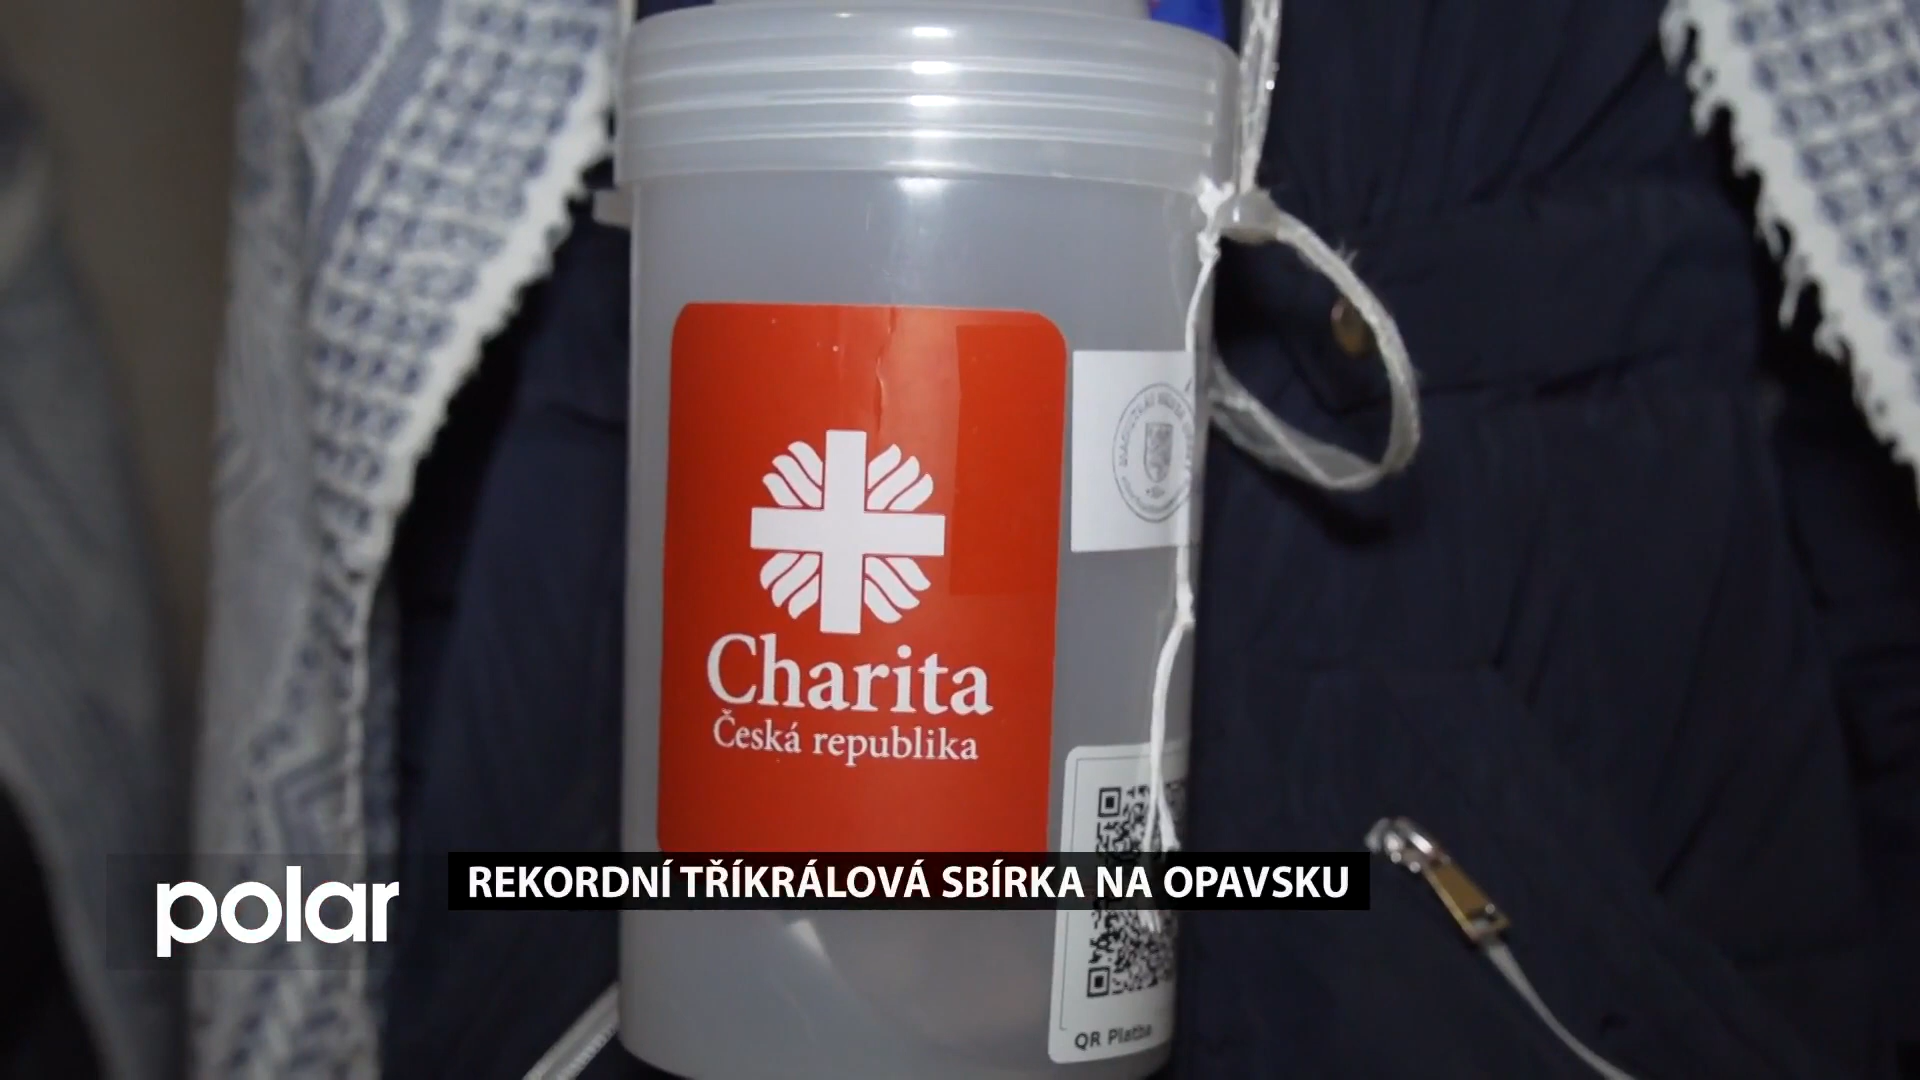 Charita
Česká republika
polar
REKORDNÍ TŘÍKRÁLOVÁ SBÍRKA NA OPAVSKU
QR Platba